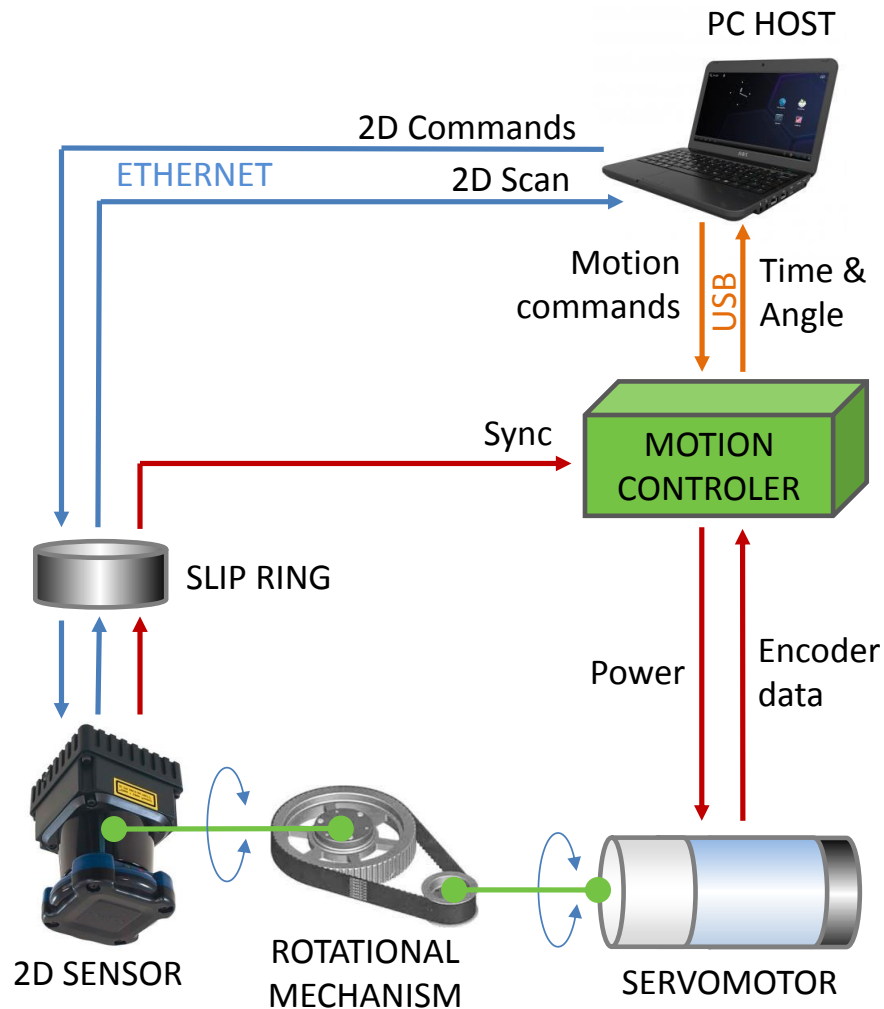 PC HOST
2D Commands
ETHERNET
2D Scan
Motion
commands
USB
Time &
Angle
Sync
MOTION
CONTROLER
SLIP RING
Power
Encoder
data
2D SENSOR
ROTATIONAL
MECHANISM
SERVOMOTOR